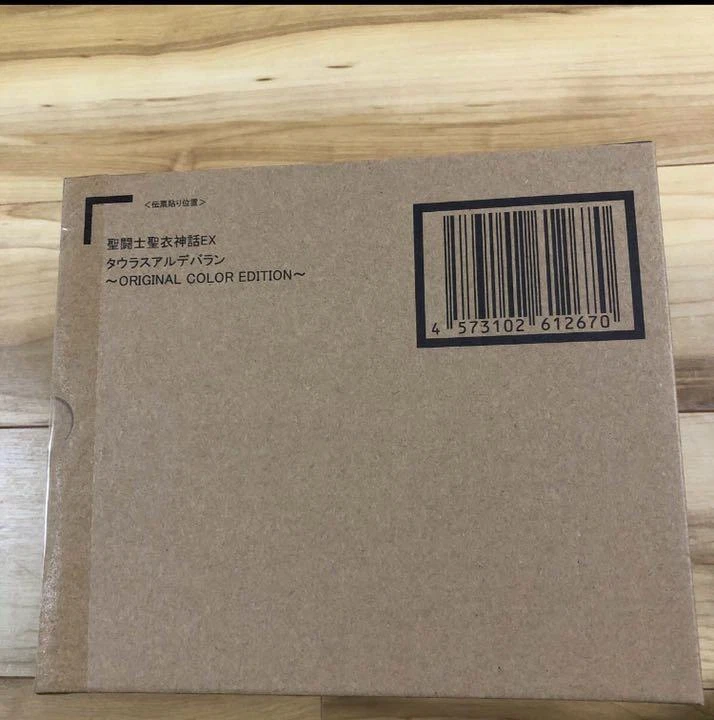 ＜伝票貼り位置＞
聖闘士聖衣神話EX
タウラスアルデバラン
～ORIGINAL COLOR EDITION～
4 573102 612670